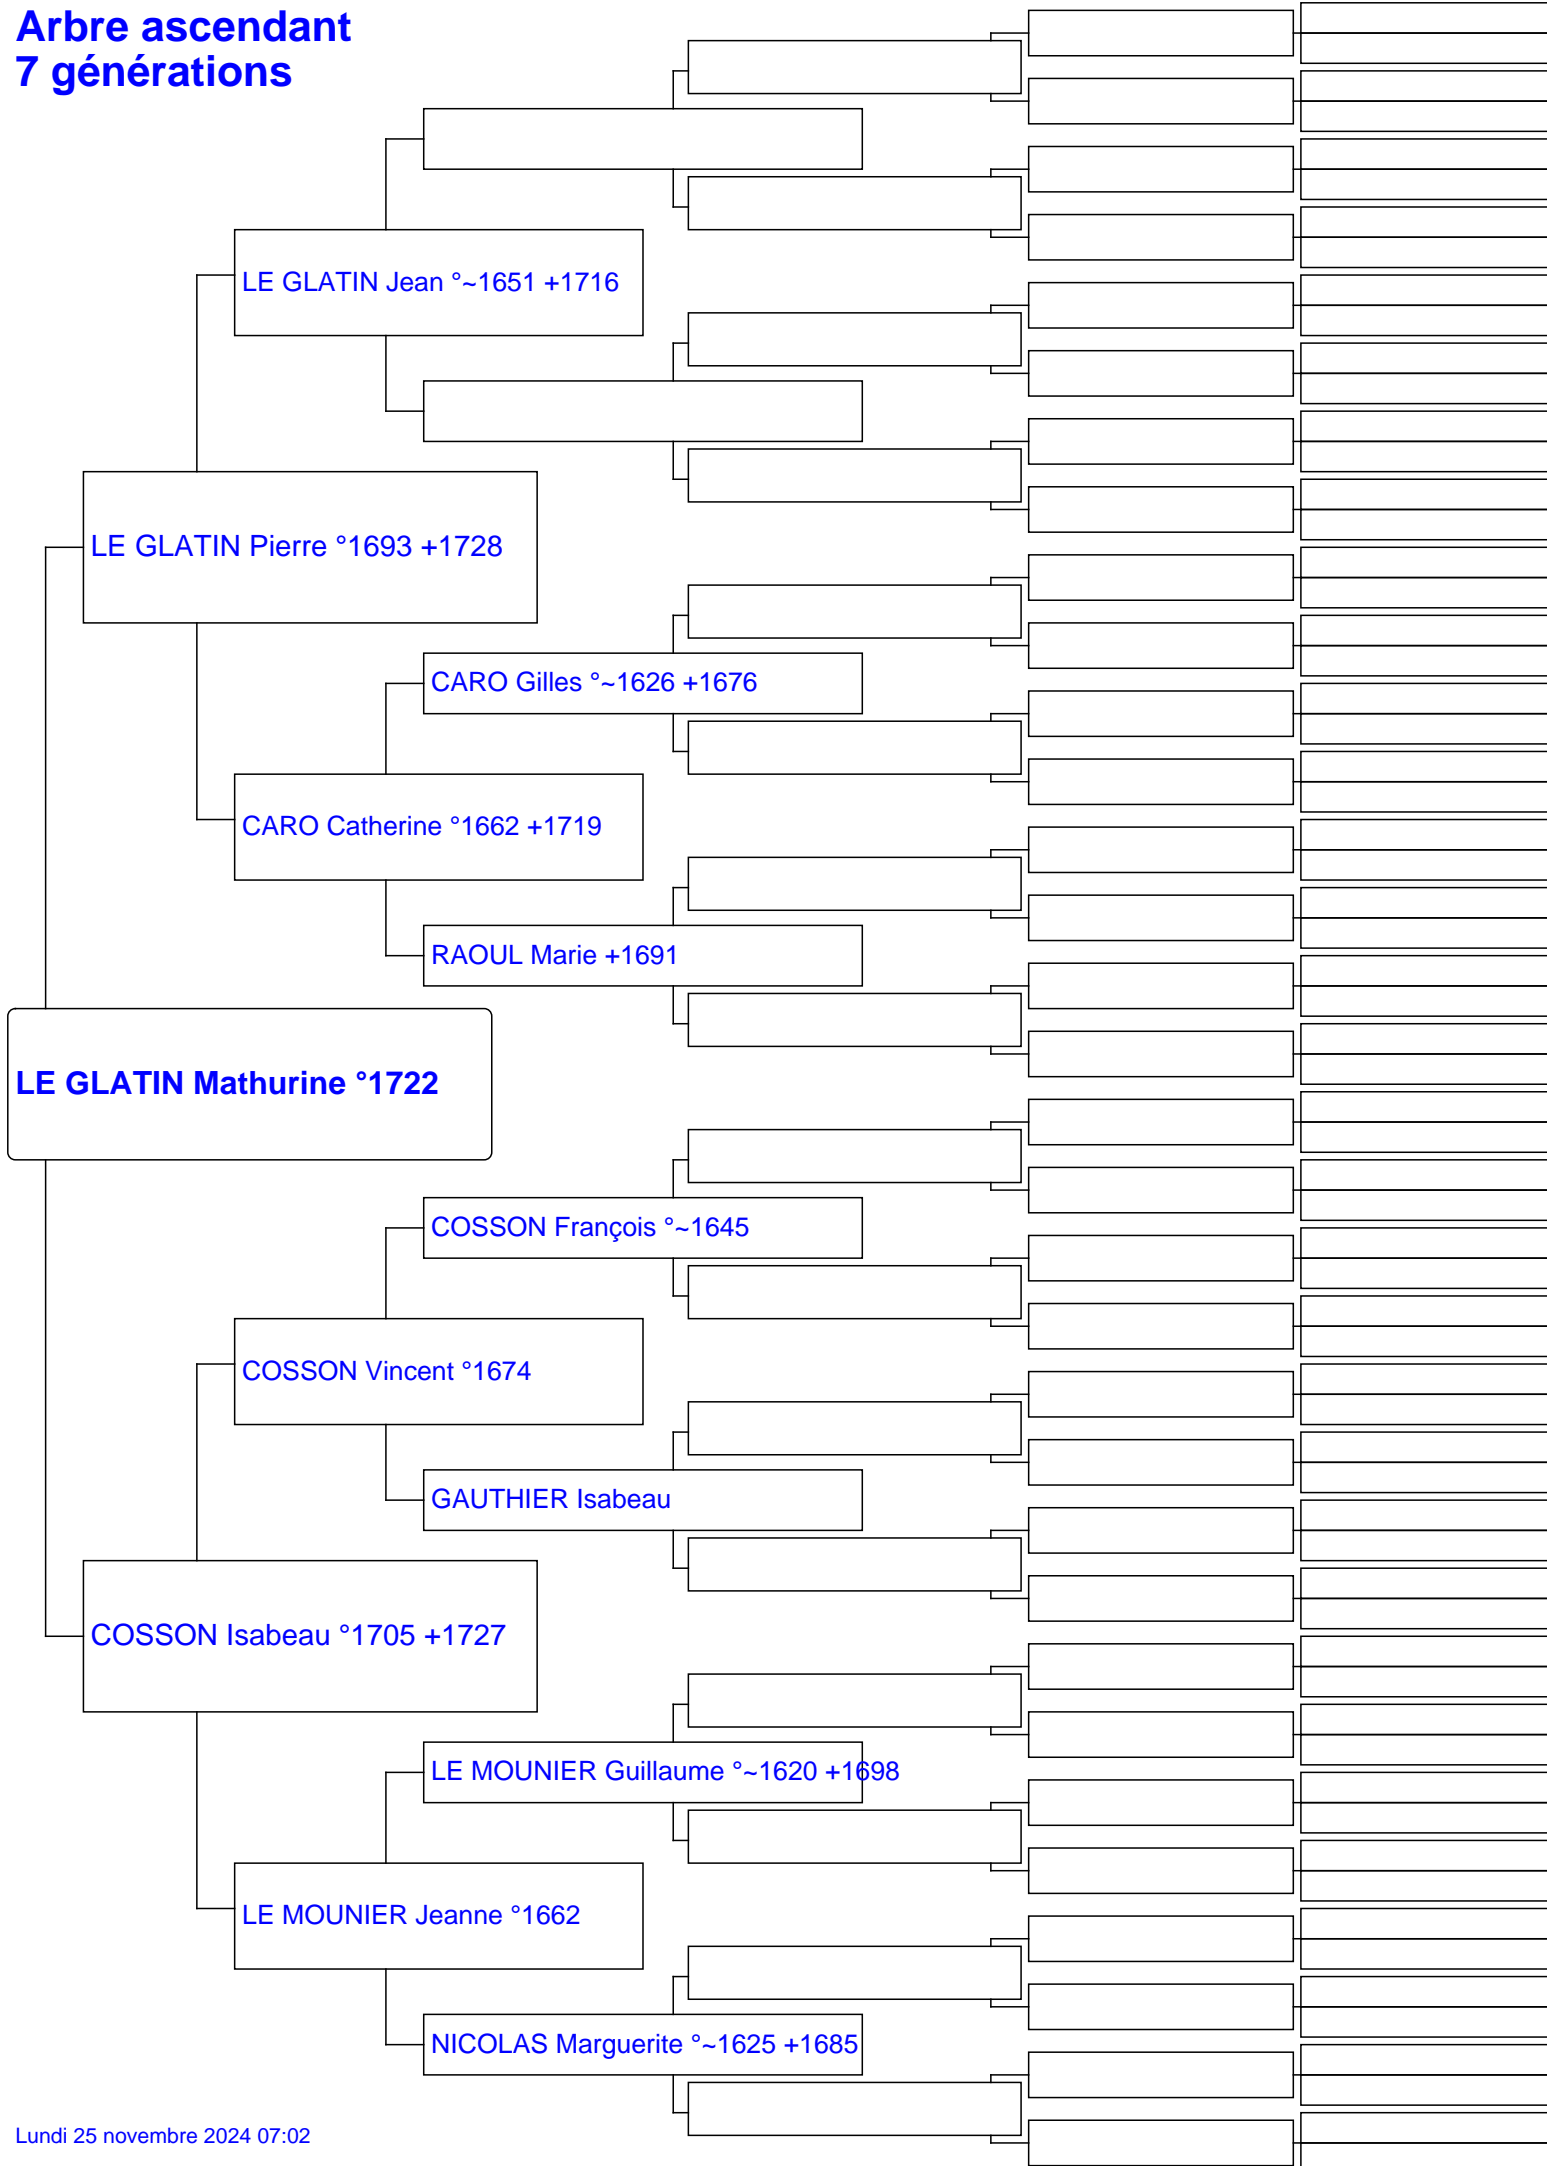 Arbre ascendant
7 générations
LE GLATIN Jean °~1651 +1716
LE GLATIN Pierre °1693 +1728
CARO Gilles °~1626 +1676
CARO Catherine °1662 +1719
RAOUL Marie +1691
LE GLATIN Mathurine °1722
COSSON François °~1645
COSSON Vincent °1674
GAUTHIER Isabeau
COSSON Isabeau °1705 +1727
LE MOUNIER Guillaume °~1620 +1698
LE MOUNIER Jeanne °1662
NICOLAS Marguerite °~1625 +1685
Lundi 25 novembre 2024 07:02